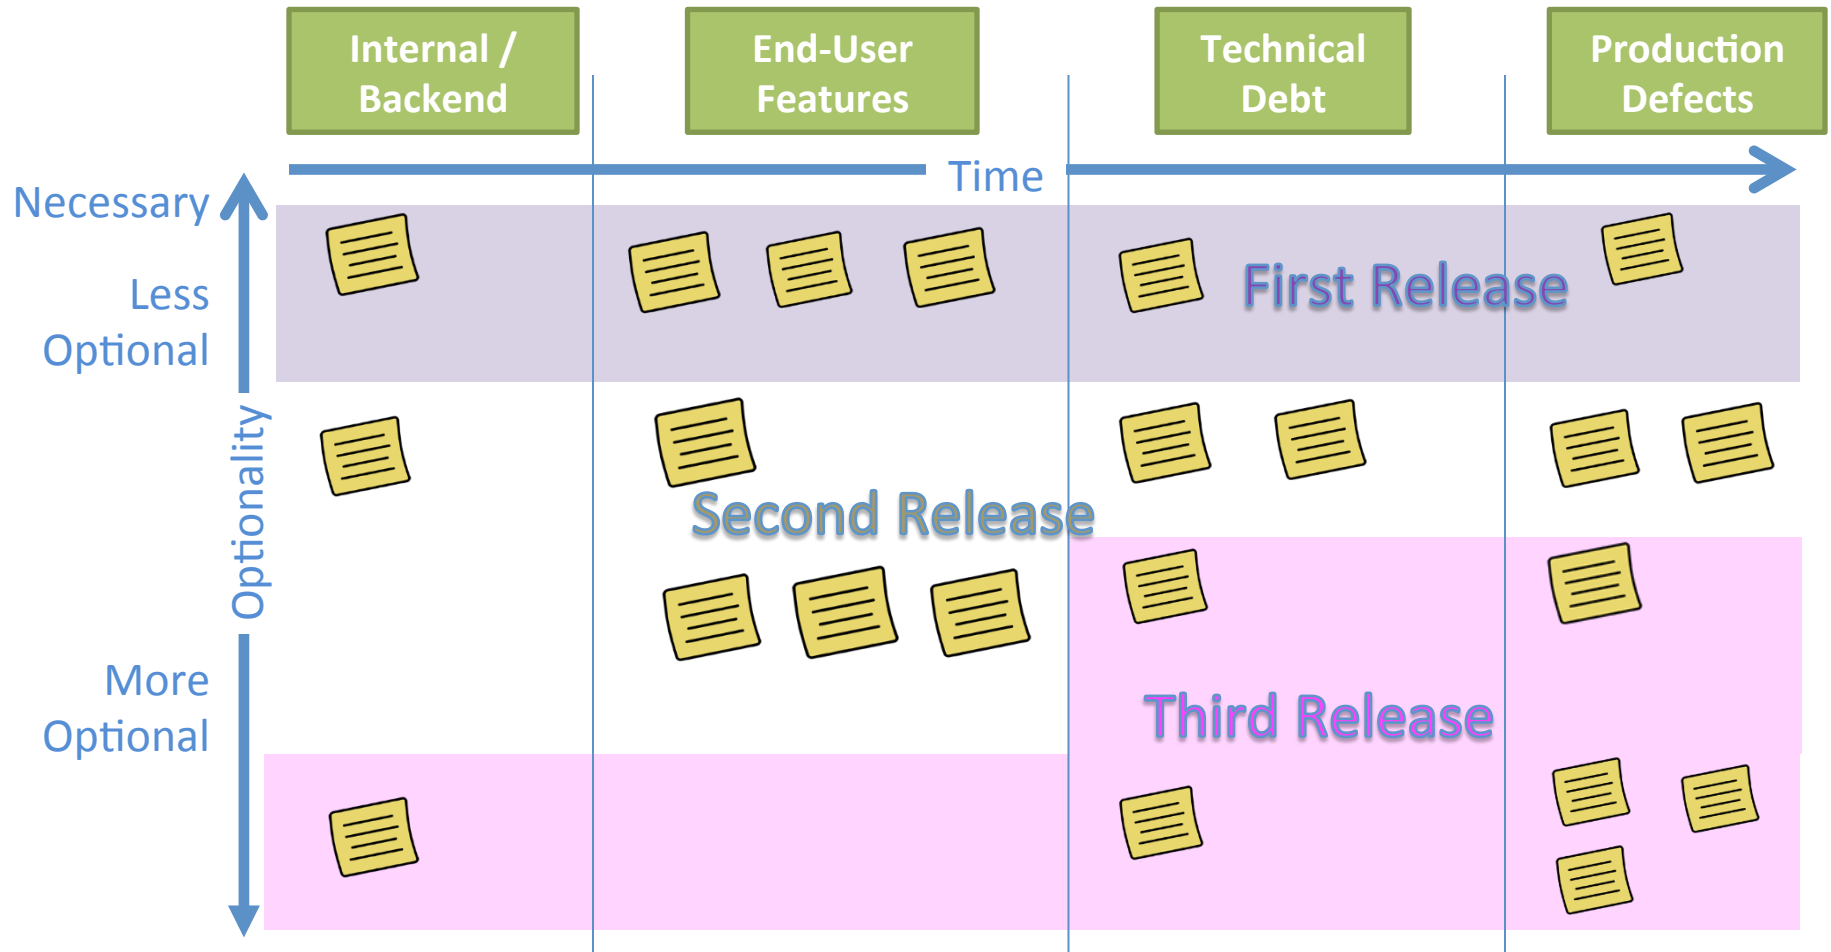 Internal /
Backend
End-User
Features
Technical
Debt
Production
Defects
Time
Necessary
Less
Optional
First Release
Optionality
Second Release
More
Optional
Third Release